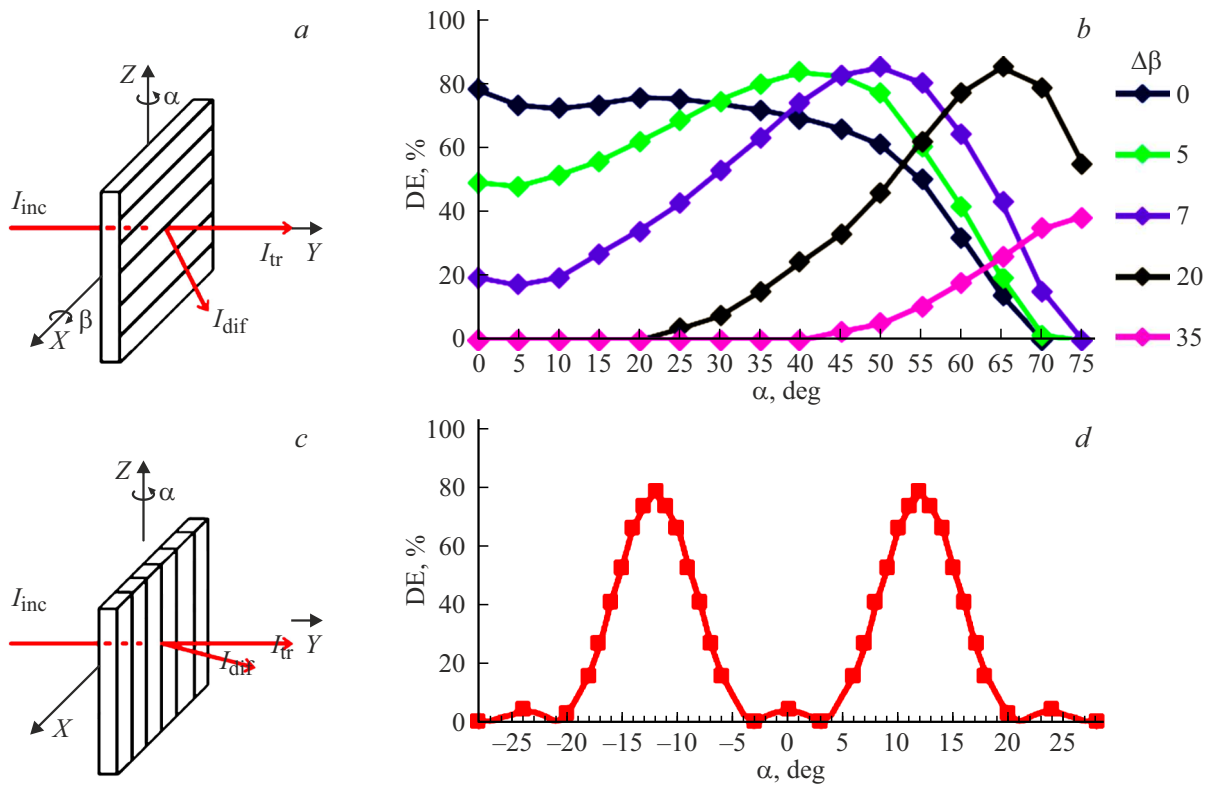 a
Z
α
I_inc
I_tr
Y
I_dif
X
β
b
100
80
60
40
20
0
DE, %
0 5 10 15 20 25 30 35 40 45 50 55 60 65 70 75
α, deg
Δβ
0
5
7
20
35
c
Z
α
I_inc
I_tr
Y
I_dif
X
d
100
80
60
40
20
0
DE, %
–25 –20 –15 –10 –5 0 5 10 15 20 25
α, deg